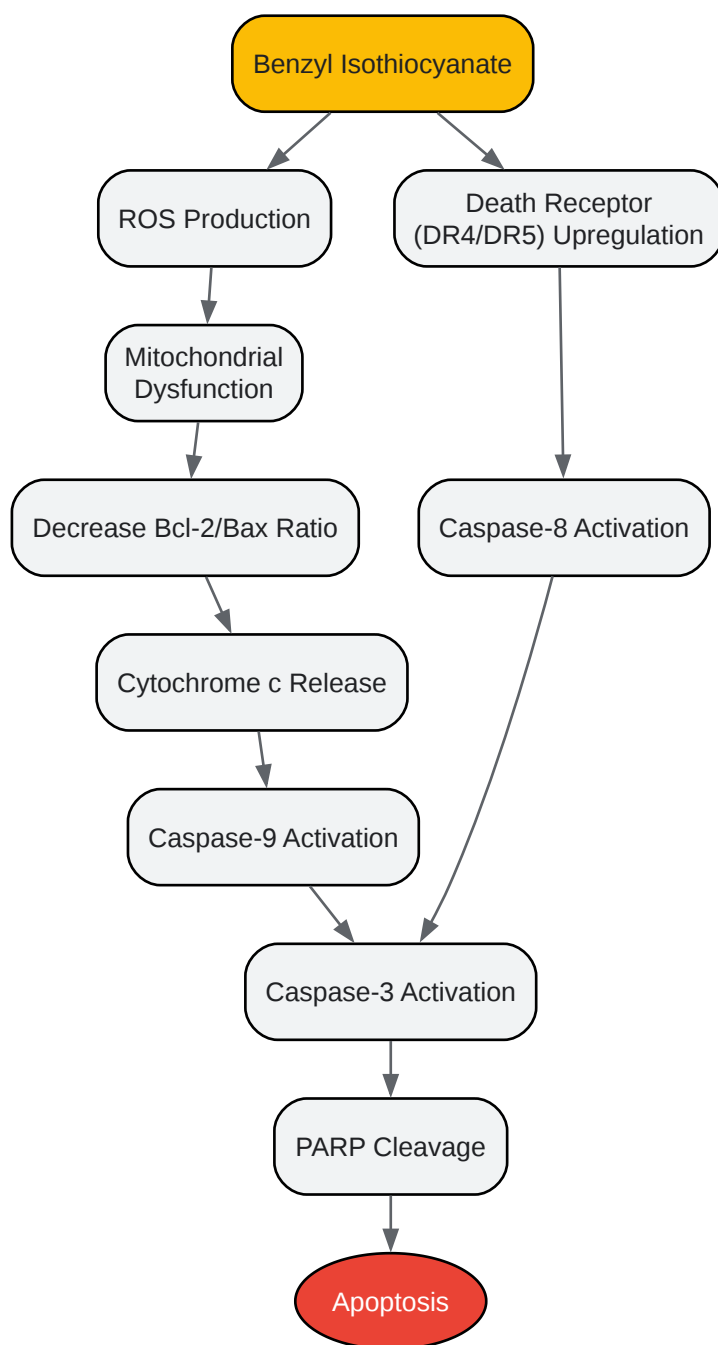 Benzyl Isothiocyanate
ROS Production
Death Receptor
(DR4/DR5) Upregulation
Mitochondrial
Dysfunction
Decrease Bcl-2/Bax Ratio
Caspase-8 Activation
Cytochrome c Release
Caspase-9 Activation
Caspase-3 Activation
PARP Cleavage
Apoptosis